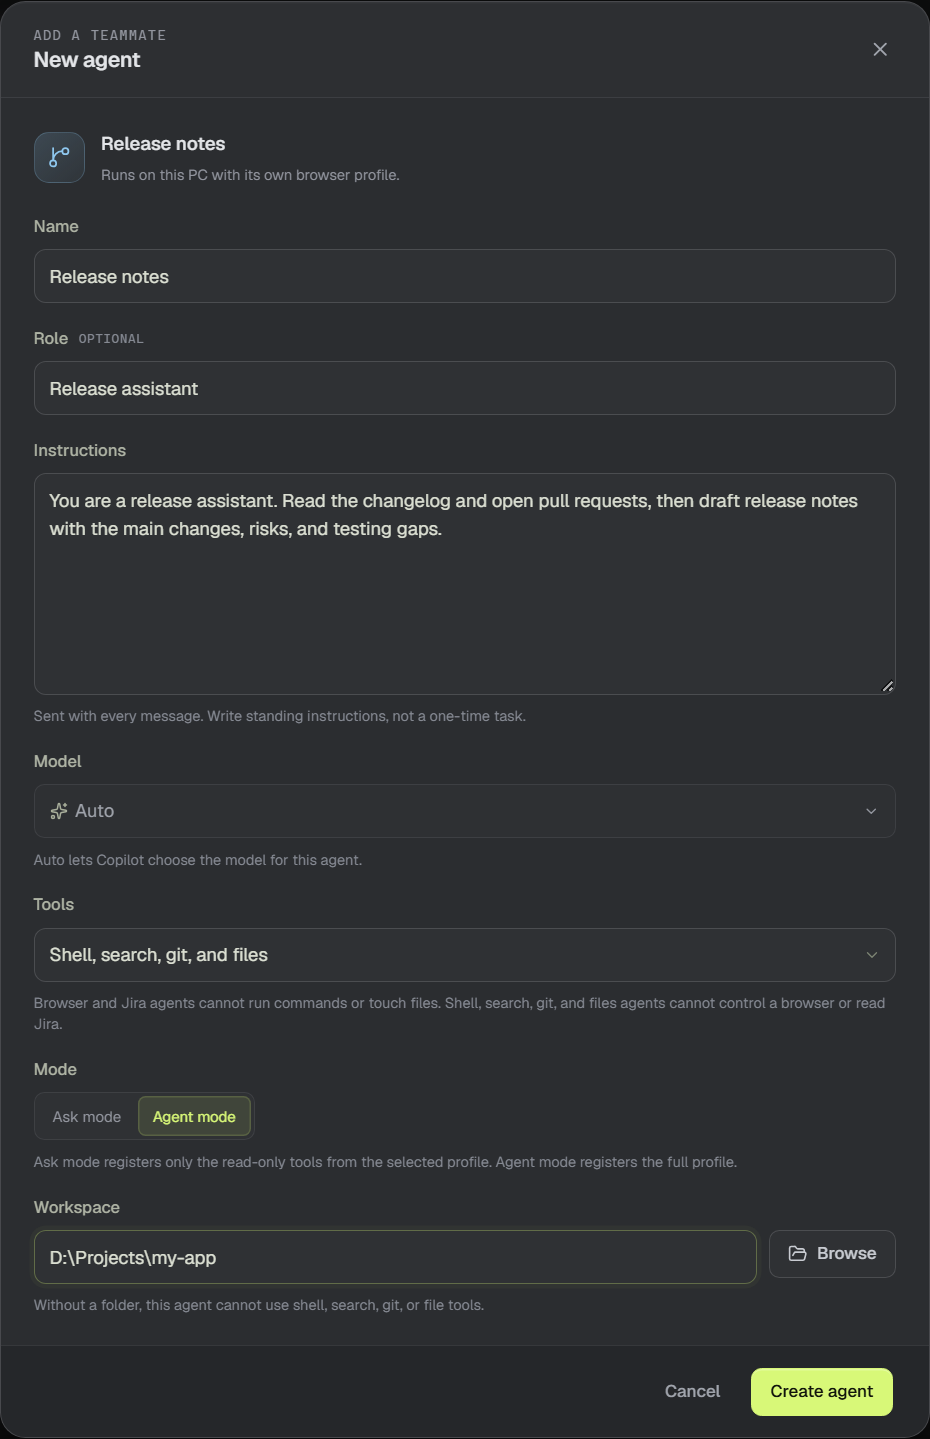 ADD A TEAMMATE
New agent
Release notes
Runs on this PC with its own browser profile.
Name
Release notes
Role OPTIONAL
Release assistant
Instructions
You are a release assistant. Read the changelog and open pull requests, then draft release notes
with the main changes, risks, and testing gaps.
Sent with every message. Write standing instructions, not a one-time task.
Model
Auto
Auto lets Copilot choose the model for this agent.
Tools
Shell, search, git, and files
Browser and Jira agents cannot run commands or touch files. Shell, search, git, and files agents cannot control a browser or read
Jira.
Mode
Ask mode Agent mode
Ask mode registers only the read-only tools from the selected profile. Agent mode registers the full profile.
Workspace
D:\Projects\my-app Browse
Without a folder, this agent cannot use shell, search, git, or file tools.
Cancel Create agent